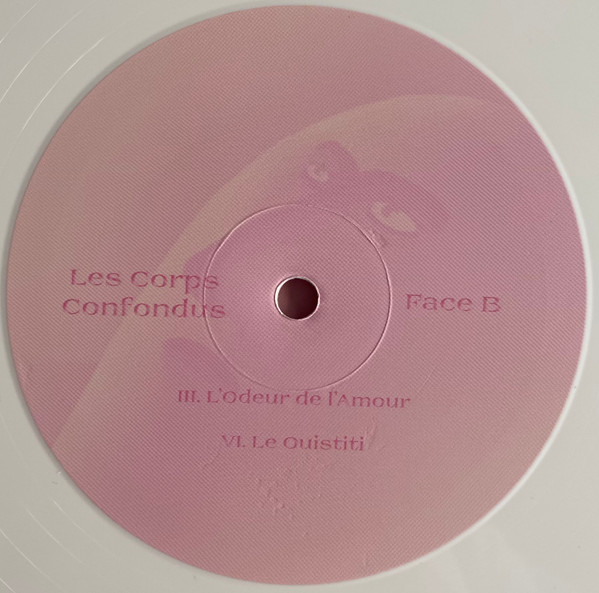 Les Corps
Confondus
Face B
III. L'Odeur de l'Amour
VI. Le Ouistiti